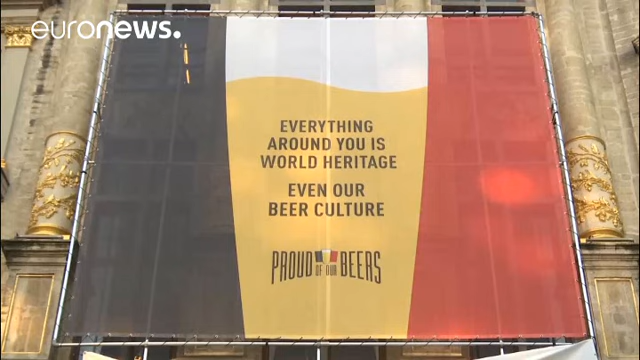 euronews.
EVERYTHING
AROUND YOU IS
WORLD HERITAGE
EVEN OUR
BEER CULTURE
PROUD OF OUR BEERS